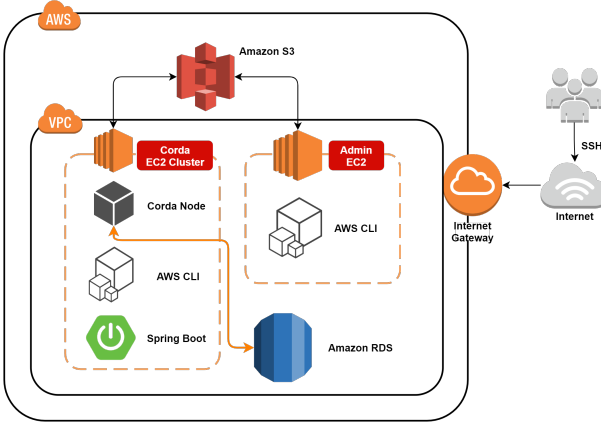 AWS
Amazon S3
VPC
Corda
EC2 Cluster
Admin
EC2
SSH
Corda Node
AWS CLI
Internet
Internet
Gateway
AWS CLI
Spring Boot
Amazon RDS